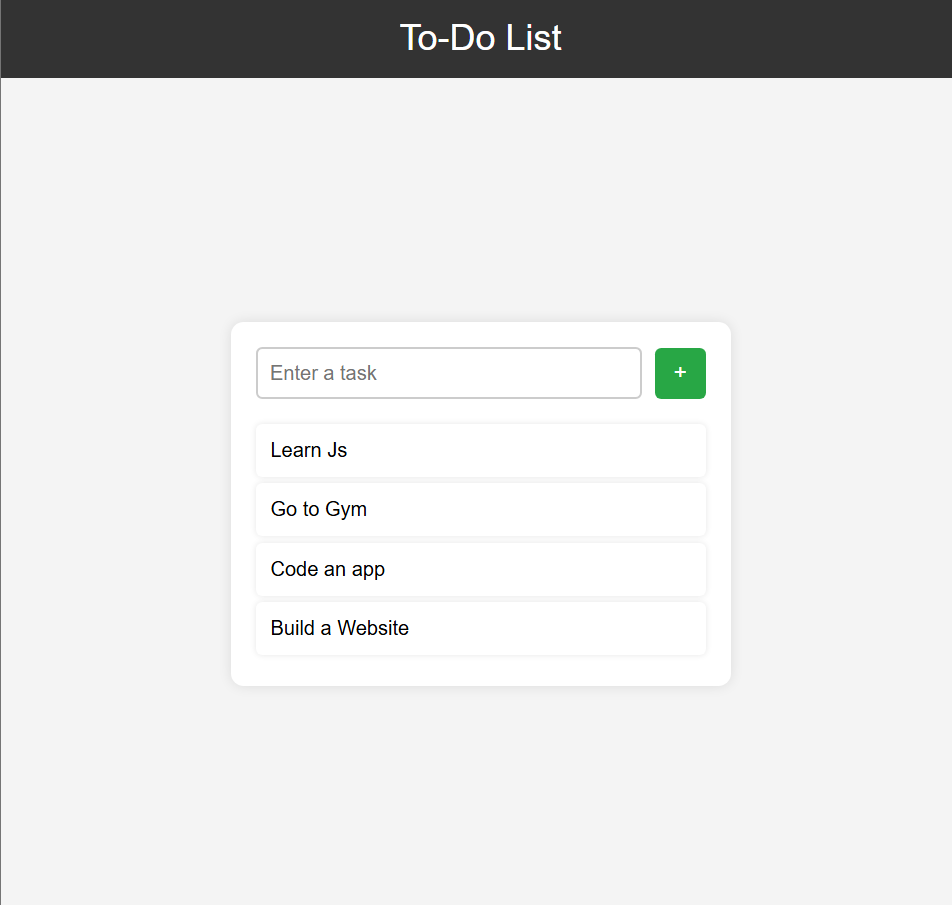 To-Do List
Enter a task
+
Learn Js
Go to Gym
Code an app
Build a Website